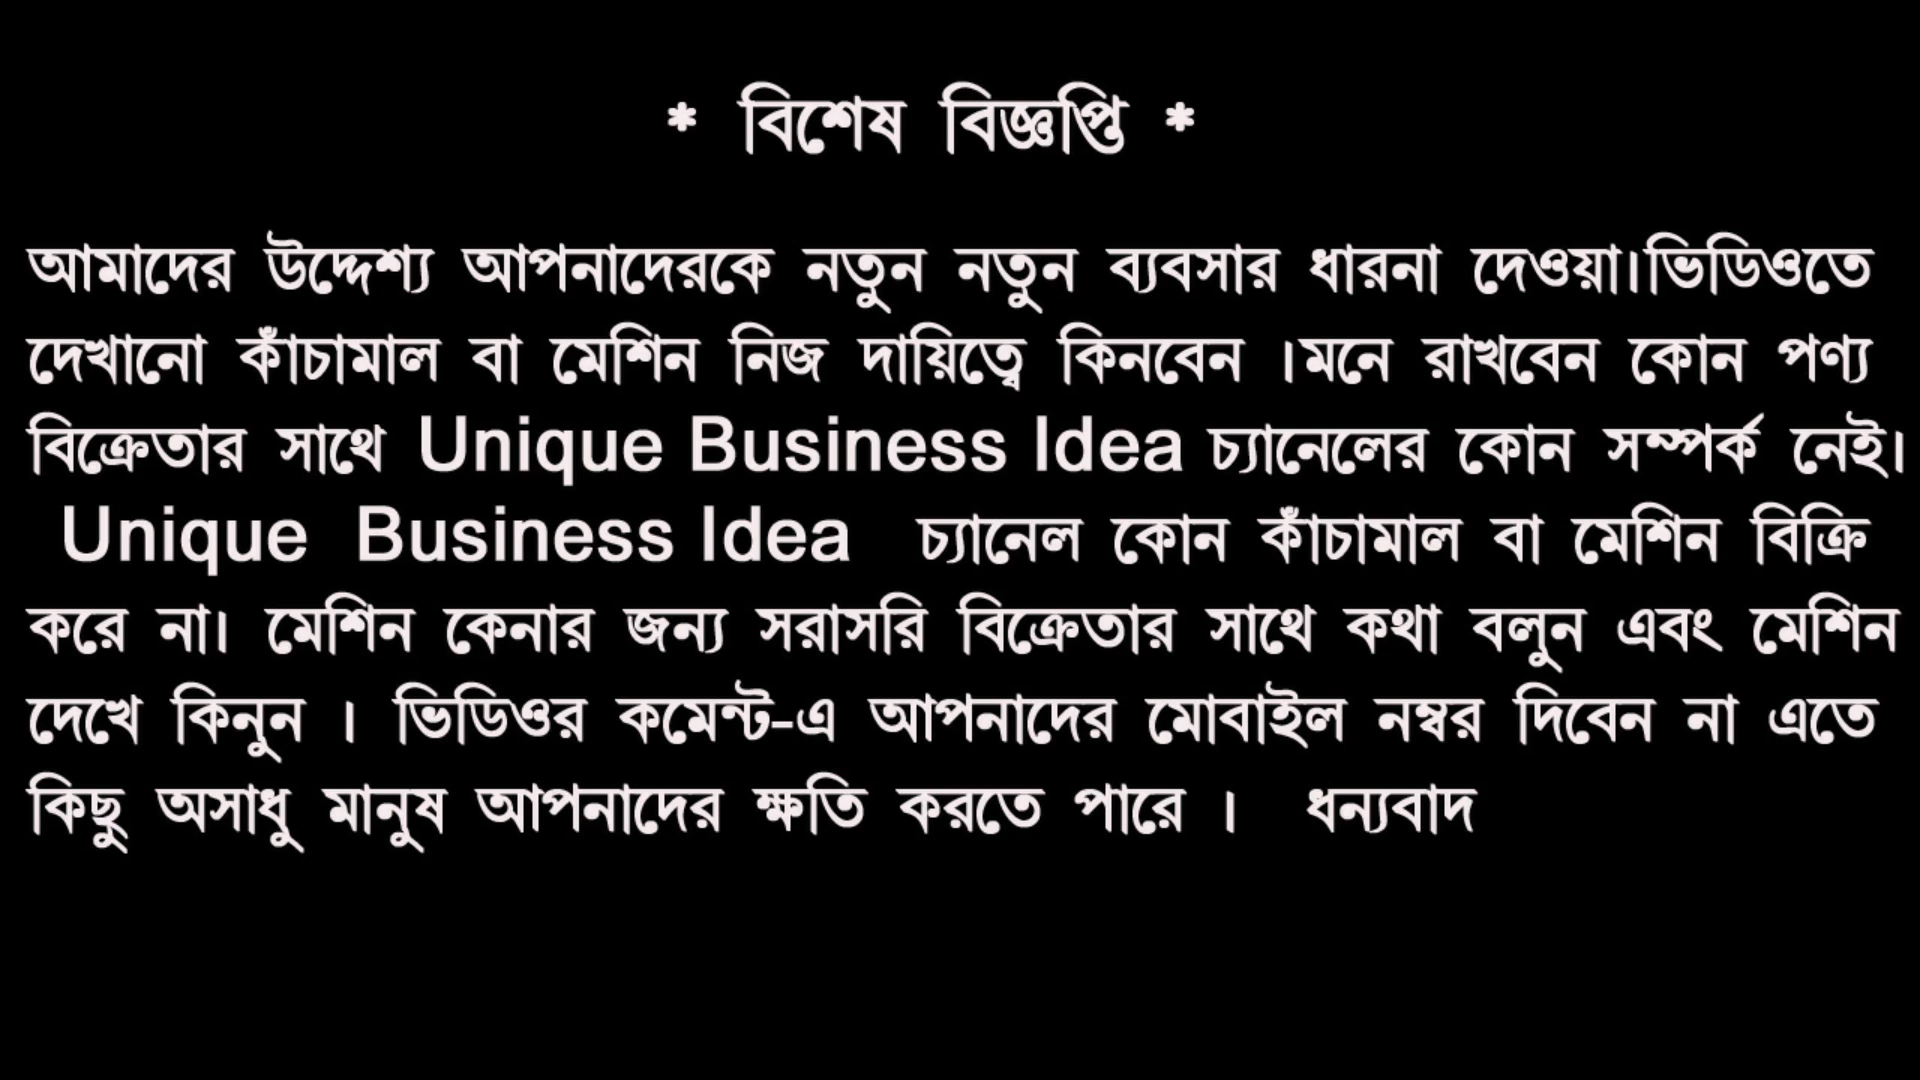 * বিশেষ বিজ্ঞপ্তি *
আমাদের উদ্দেশ্য আপনাদেরকে নতুন নতুন ব্যবসার ধারনা দেওয়া।ভিডিওতে
দেখানো কাঁচামাল বা মেশিন নিজ দায়িত্বে কিনবেন ।মনে রাখবেন কোন পণ্য
বিক্রেতার সাথে Unique Business Idea চ্যানেলের কোন সম্পর্ক নেই।
Unique Business Idea চ্যানেল কোন কাঁচামাল বা মেশিন বিক্রি
করে না। মেশিন কেনার জন্য সরাসরি বিক্রেতার সাথে কথা বলুন এবং মেশিন
দেখে কিনুন । ভিডিওর কমেন্ট-এ আপনাদের মোবাইল নম্বর দিবেন না এতে
কিছু অসাধু মানুষ আপনাদের ক্ষতি করতে পারে । ধন্যবাদ